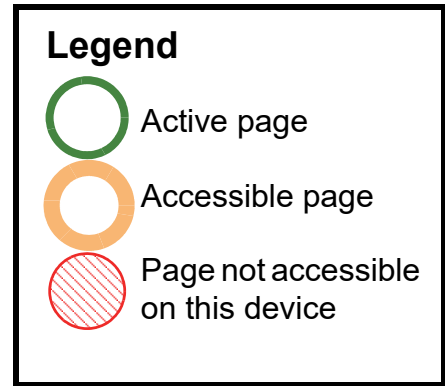 Legend
Active page
Accessible page
Page not accessible
on this device